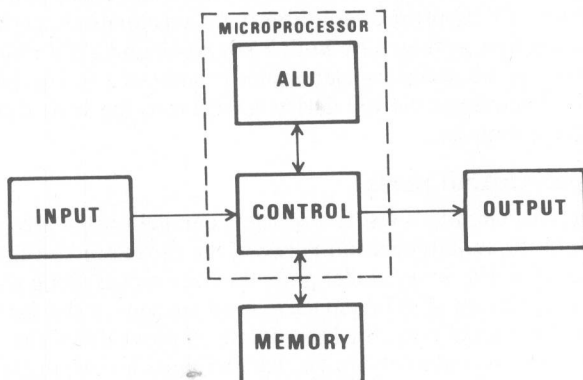 MICROPROCESSOR
ALU
INPUT
CONTROL
OUTPUT
MEMORY